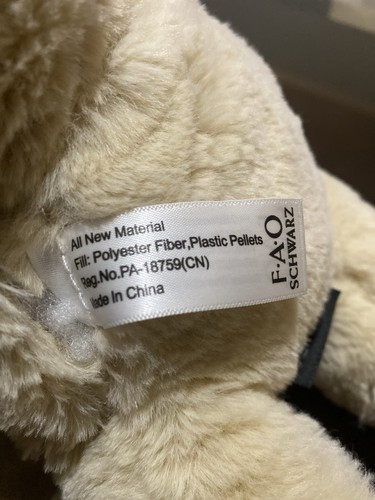 All New Material
Fill: Polyester Fiber,Plastic Pellets
Reg.No.PA-18759(CN)
Made In China
F·A·O
SCHWARZ